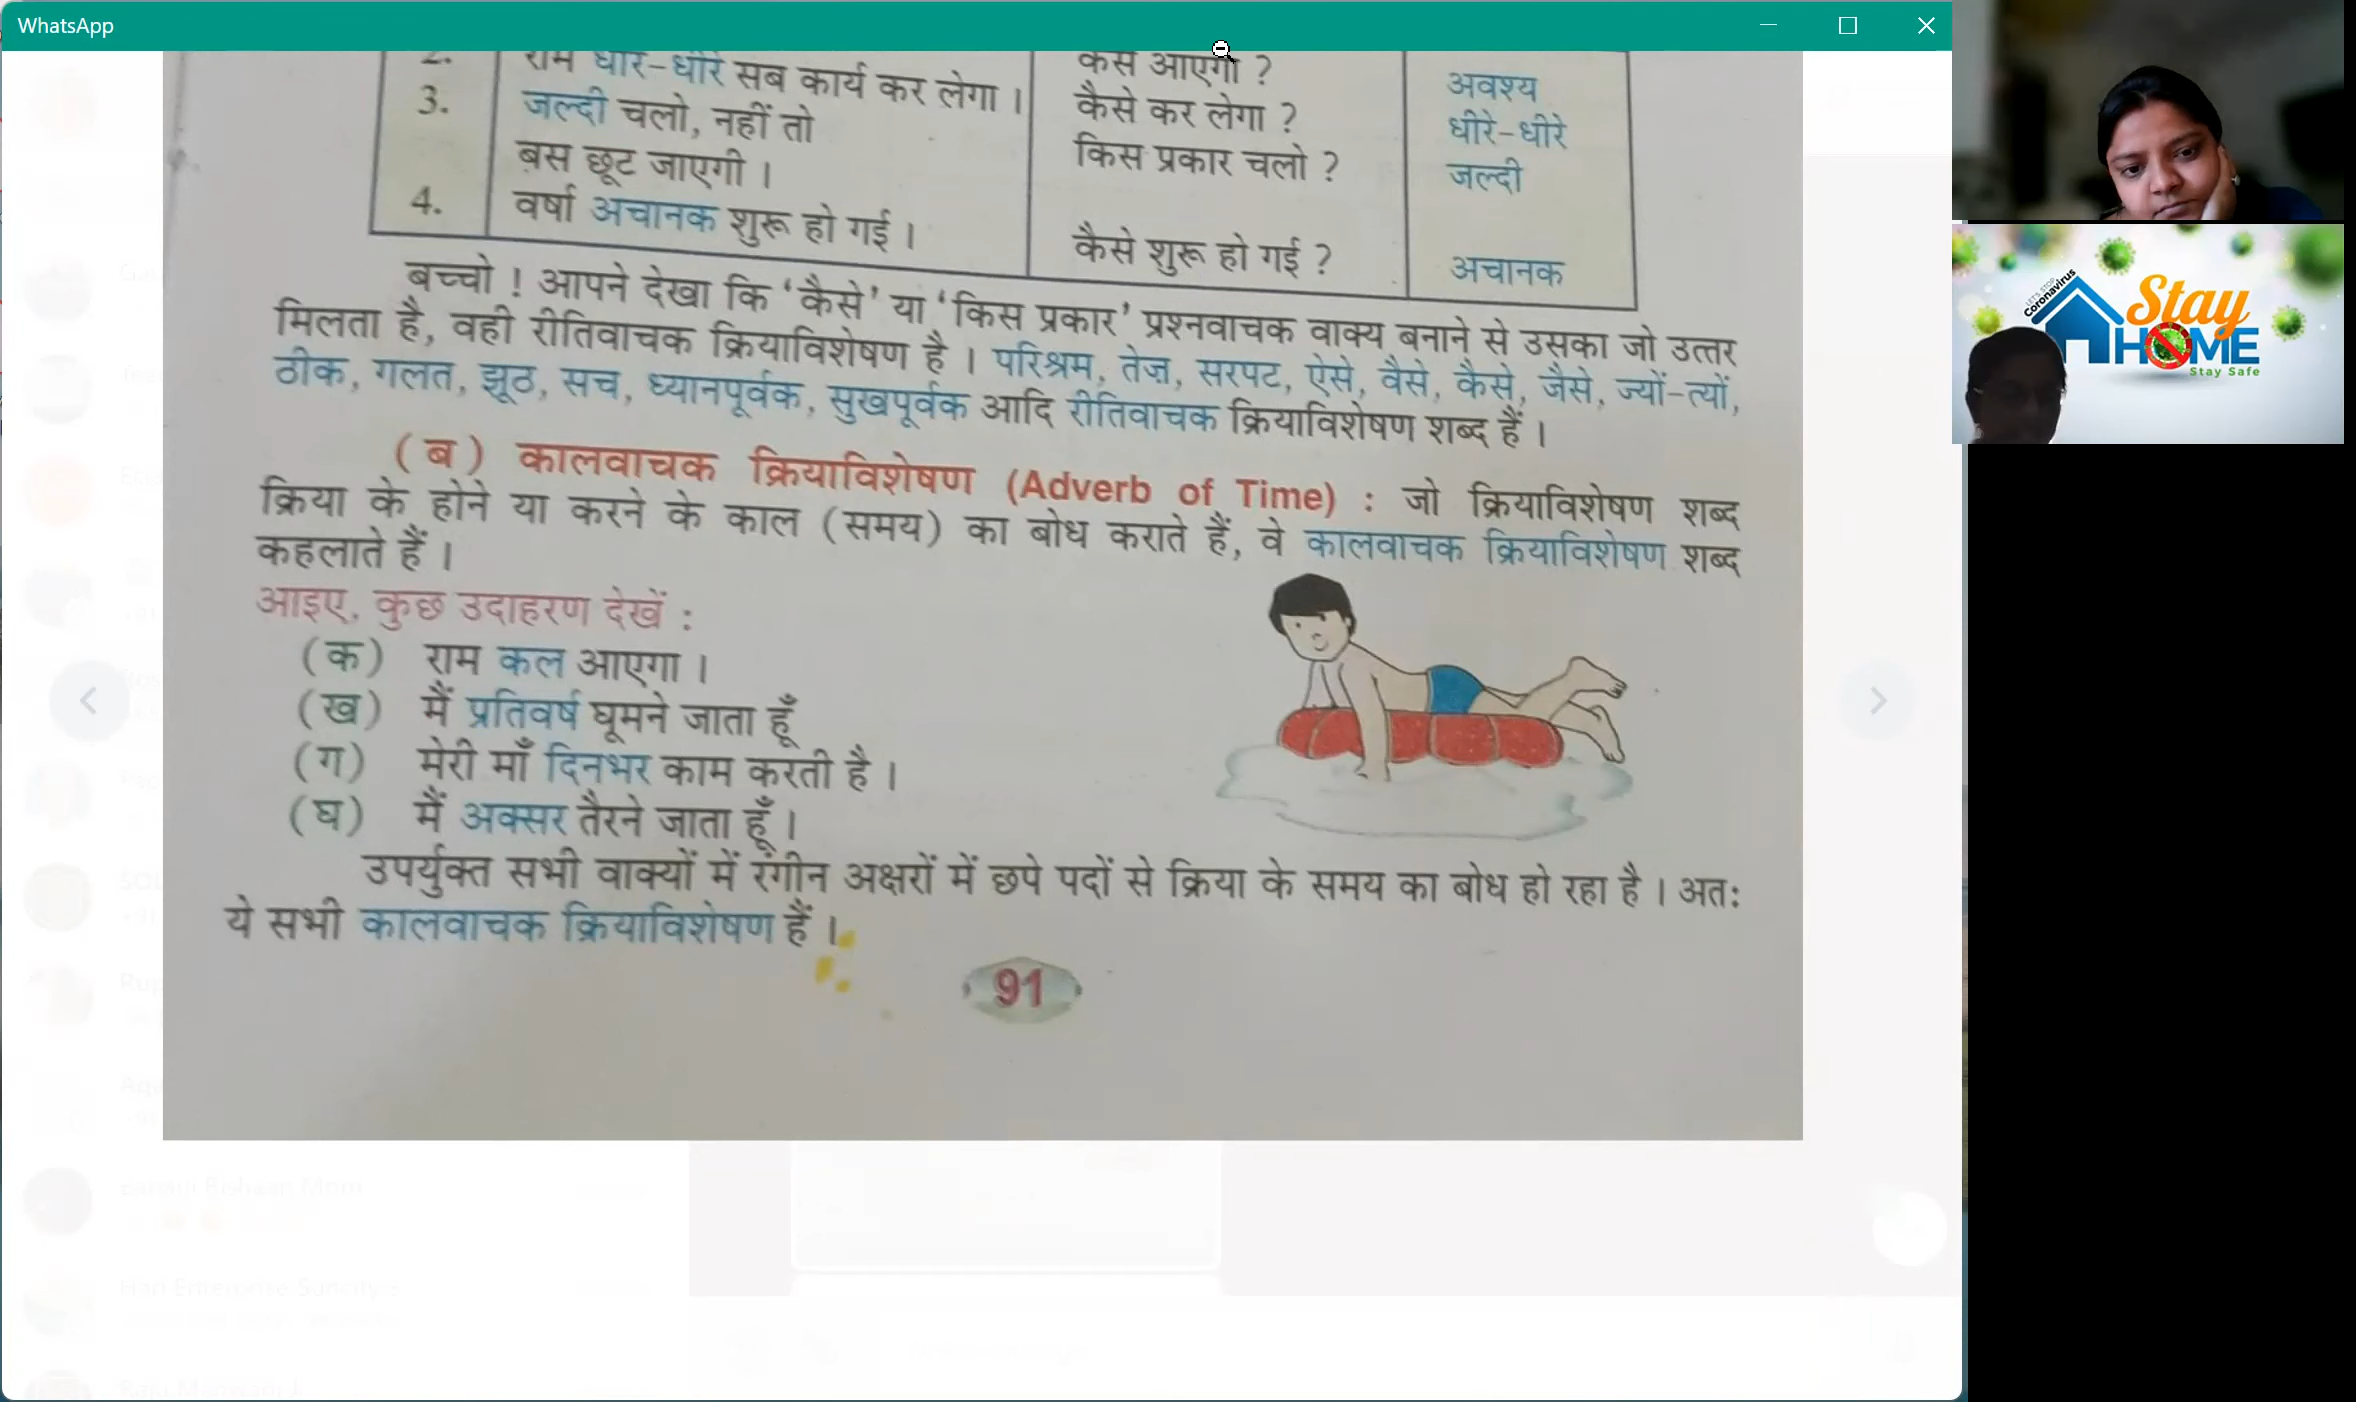 WhatsApp
2. राम धीरे-धीरे सब कार्य कर लेगा । कैसे आएगा ? अवश्य
3. जल्दी चलो, नहीं तो कैसे कर लेगा ? धीरे-धीरे
बस छूट जाएगी । किस प्रकार चलो ? जल्दी
4. वर्षा अचानक शुरू हो गई । कैसे शुरू हो गई ? अचानक
बच्चो ! आपने देखा कि ‘कैसे’ या ‘किस प्रकार’ प्रश्नवाचक वाक्य बनाने से उसका जो उत्तर
मिलता है, वही रीतिवाचक क्रियाविशेषण है । परिश्रम, तेज़, सरपट, ऐसे, वैसे, कैसे, जैसे, ज्यों-त्यों,
ठीक, गलत, झूठ, सच, ध्यानपूर्वक, सुखपूर्वक आदि रीतिवाचक क्रियाविशेषण शब्द हैं ।
(ब) कालवाचक क्रियाविशेषण (Adverb of Time) : जो क्रियाविशेषण शब्द
क्रिया के होने या करने के काल (समय) का बोध कराते हैं, वे कालवाचक क्रियाविशेषण शब्द
कहलाते हैं ।
आइए, कुछ उदाहरण देखें :
(क) राम कल आएगा ।
(ख) मैं प्रतिवर्ष घूमने जाता हूँ
(ग) मेरी माँ दिनभर काम करती है ।
(घ) मैं अक्सर तैरने जाता हूँ ।
उपर्युक्त सभी वाक्यों में रंगीन अक्षरों में छपे पदों से क्रिया के समय का बोध हो रहा है । अतः
ये सभी कालवाचक क्रियाविशेषण हैं ।
91
LET'S STOP
Coronavirus
Stay
HOME
Stay Safe